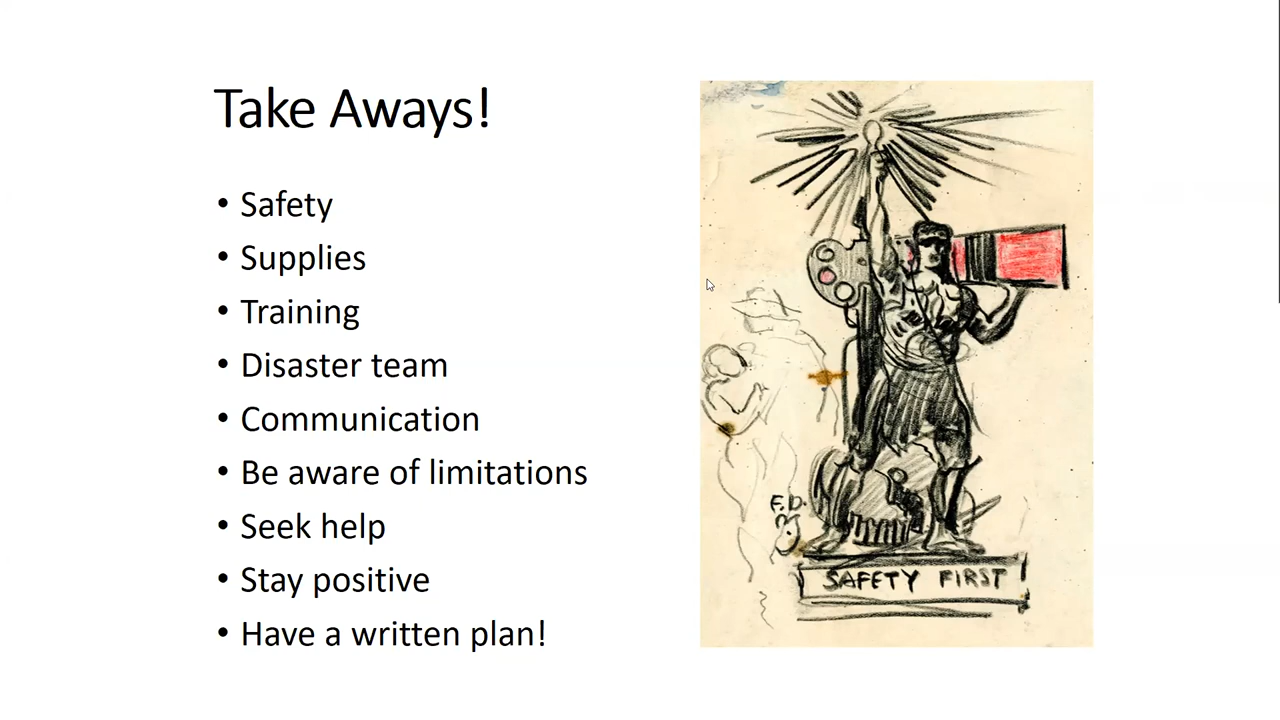 Take Aways!
• Safety
• Supplies
• Training
• Disaster team
• Communication
• Be aware of limitations
• Seek help
• Stay positive
• Have a written plan!
F.D.
SAFETY FIRST